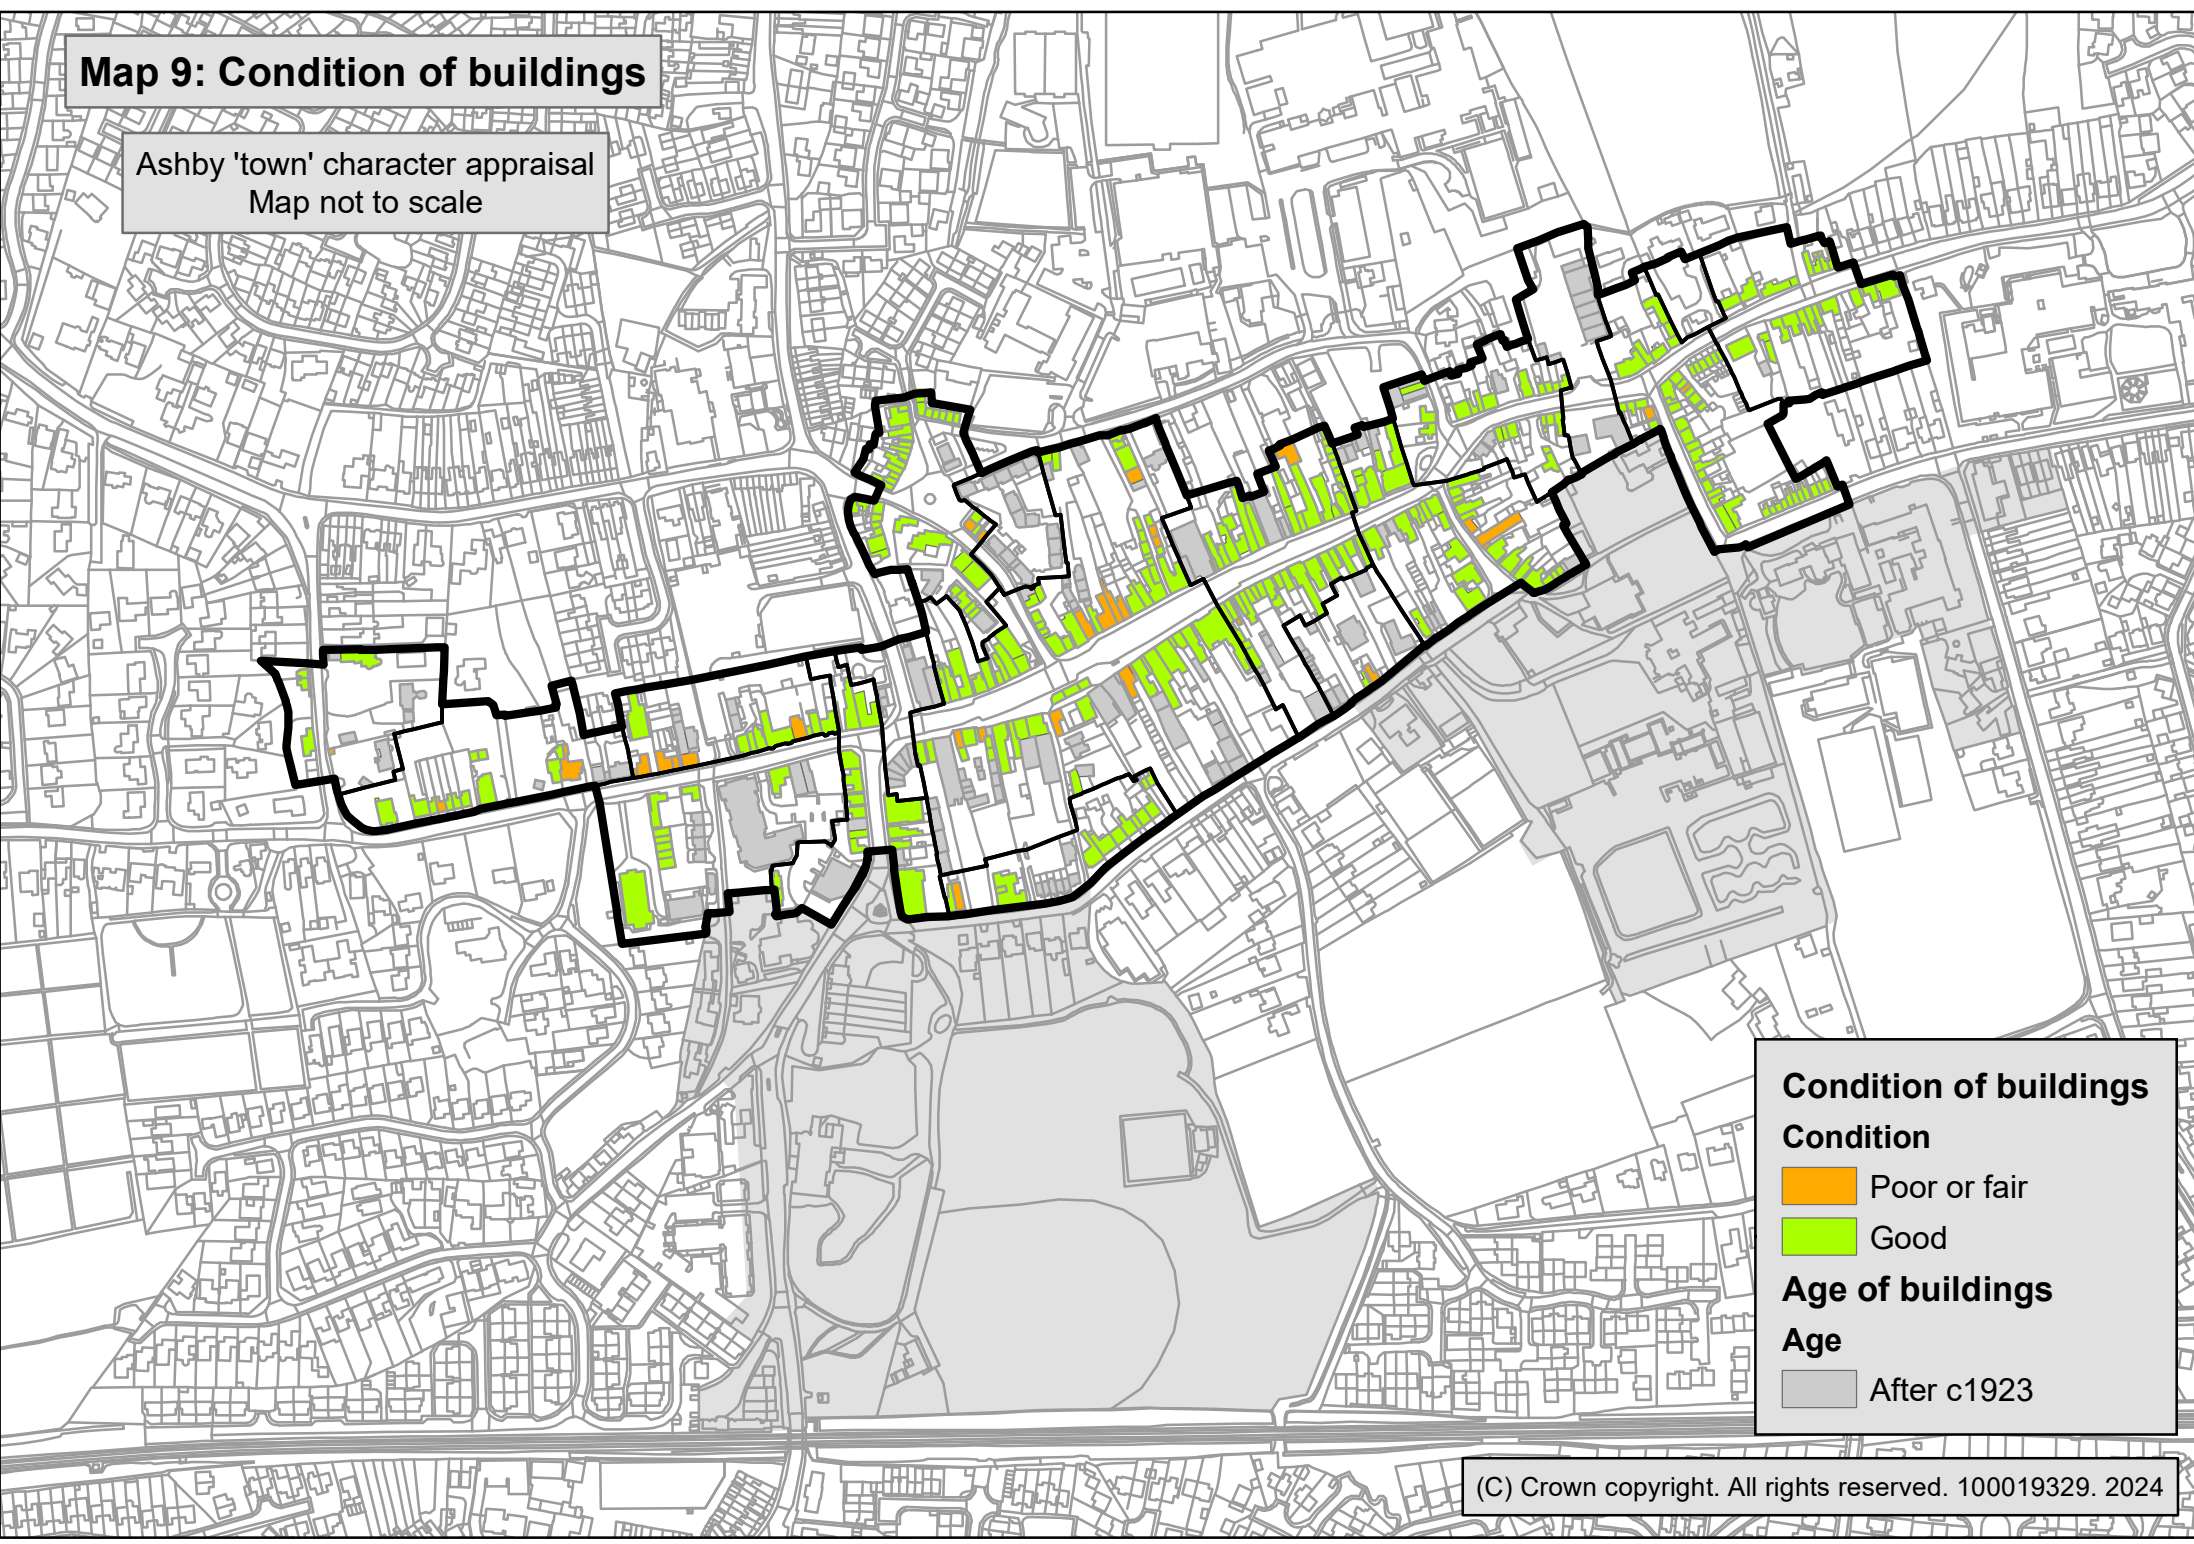 Map 9: Condition of buildings
Ashby 'town' character appraisal
Map not to scale
Condition of buildings
Condition
Poor or fair
Good
Age of buildings
Age
After c1923
(C) Crown copyright. All rights reserved. 100019329. 2024